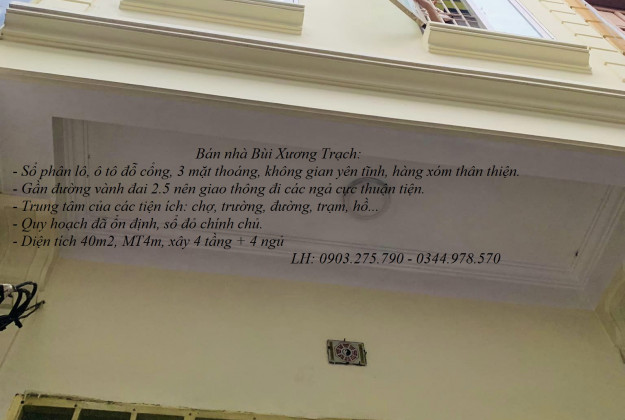 Bán nhà Bùi Xương Trạch:
- Sổ phân lô, ô tô đỗ cổng, 3 mặt thoáng, không gian yên tĩnh, hàng xóm thân thiện.
- Gần đường vành đai 2.5 nên giao thông đi các ngả cực thuận tiện.
- Trung tâm của các tiện ích: chợ, trường, đường, trạm, hồ...
- Quy hoạch đã ổn định, sổ đỏ chính chủ.
- Diện tích 40m2, MT4m, xây 4 tầng + 4 ngủ
LH: 0903.275.790 - 0344.978.570